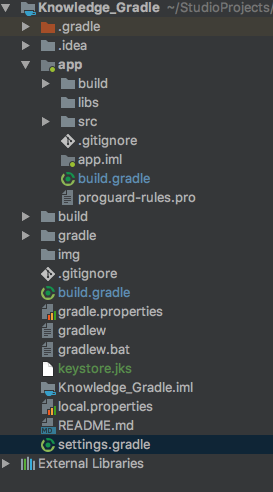 Knowledge_Gradle ~/StudioProjects/
.gradle
.idea
app
build
libs
src
.gitignore
app.iml
build.gradle
proguard-rules.pro
build
gradle
img
.gitignore
build.gradle
gradle.properties
gradlew
gradlew.bat
keystore.jks
Knowledge_Gradle.iml
local.properties
MD README.md
settings.gradle
External Libraries